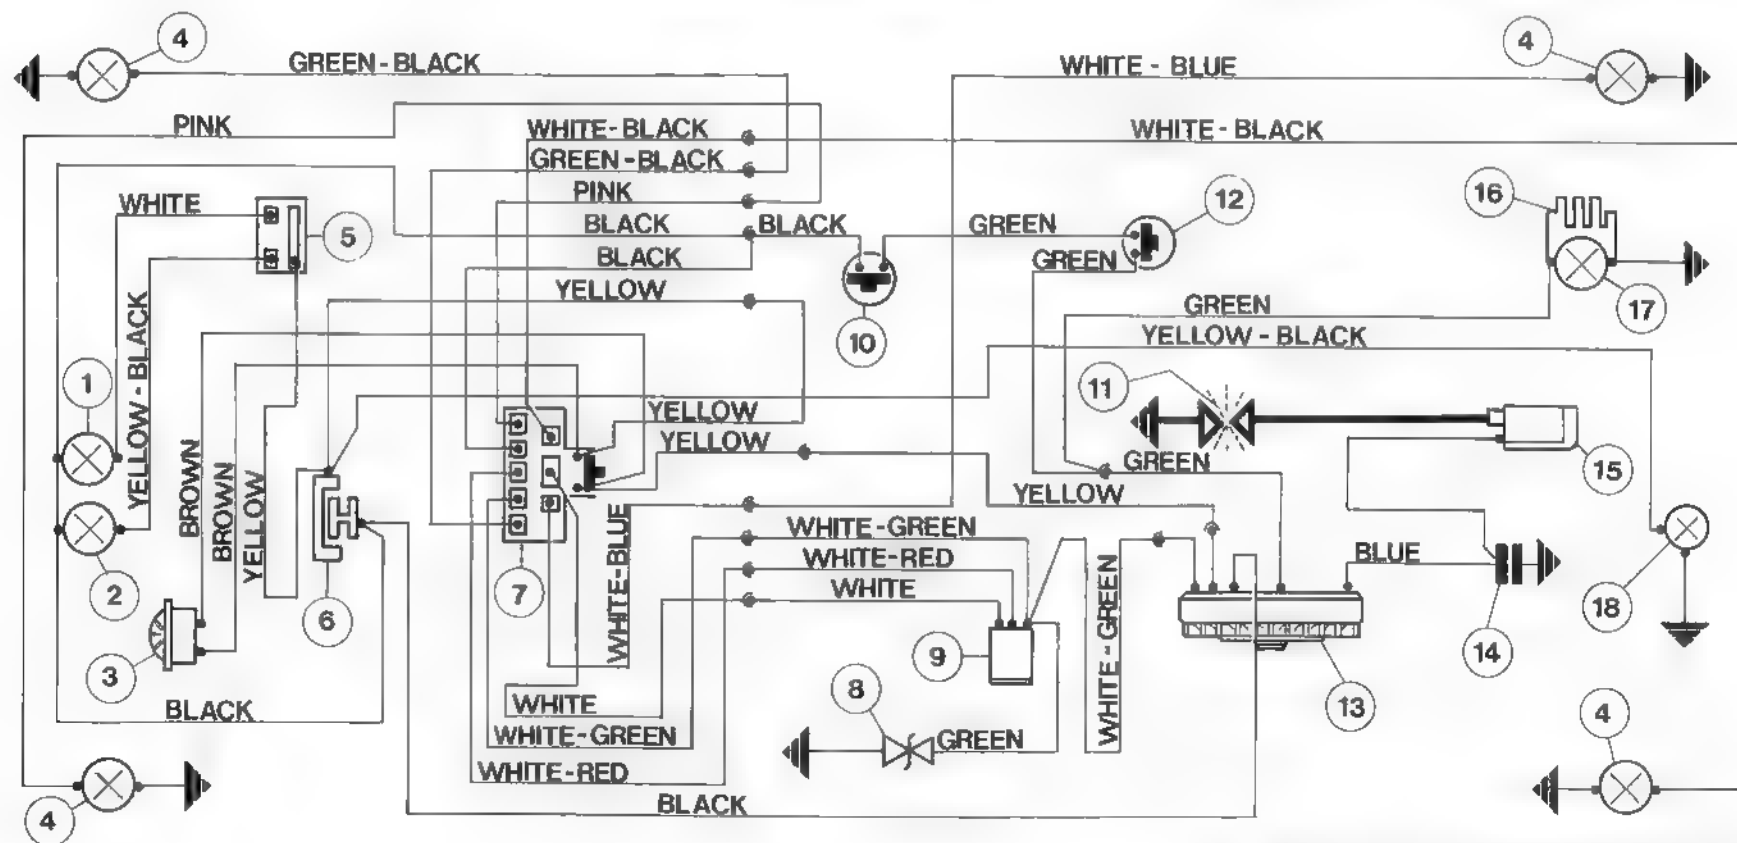 4
4
GREEN-BLACK
WHITE - BLUE
PINK
WHITE-BLACK
WHITE - BLACK
GREEN-BLACK
PINK
12
16
WHITE
BLACK
BLACK
GREEN
5
BLACK
GREEN
YELLOW
GREEN
17
10
YELLOW - BLACK
YELLOW - BLACK
1
11
YELLOW
YELLOW
GREEN
15
BROWN
BROWN
YELLOW
YELLOW
WHITE-GREEN
WHITE-BLUE
WHITE-RED
BLUE
WHITE
2
6
7
18
WHITE - GREEN
9
14
3
8
13
BLACK
WHITE
4
WHITE-GREEN
GREEN
WHITE-RED
BLACK
4